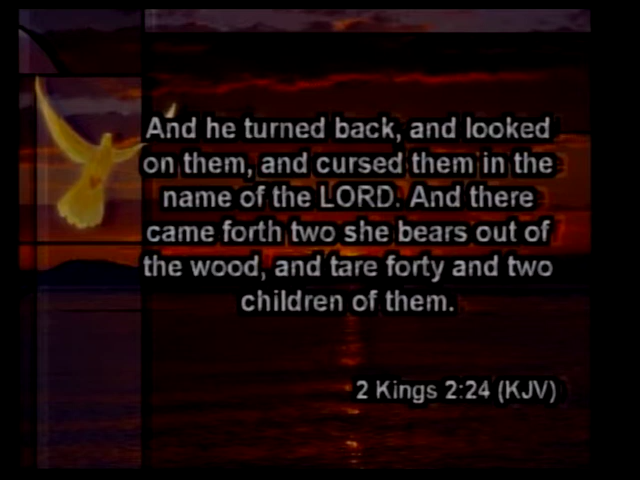 And he turned back, and looked
on them, and cursed them in the
name of the LORD. And there
came forth two she bears out of
the wood, and tare forty and two
children of them.
2 Kings 2:24 (KJV)